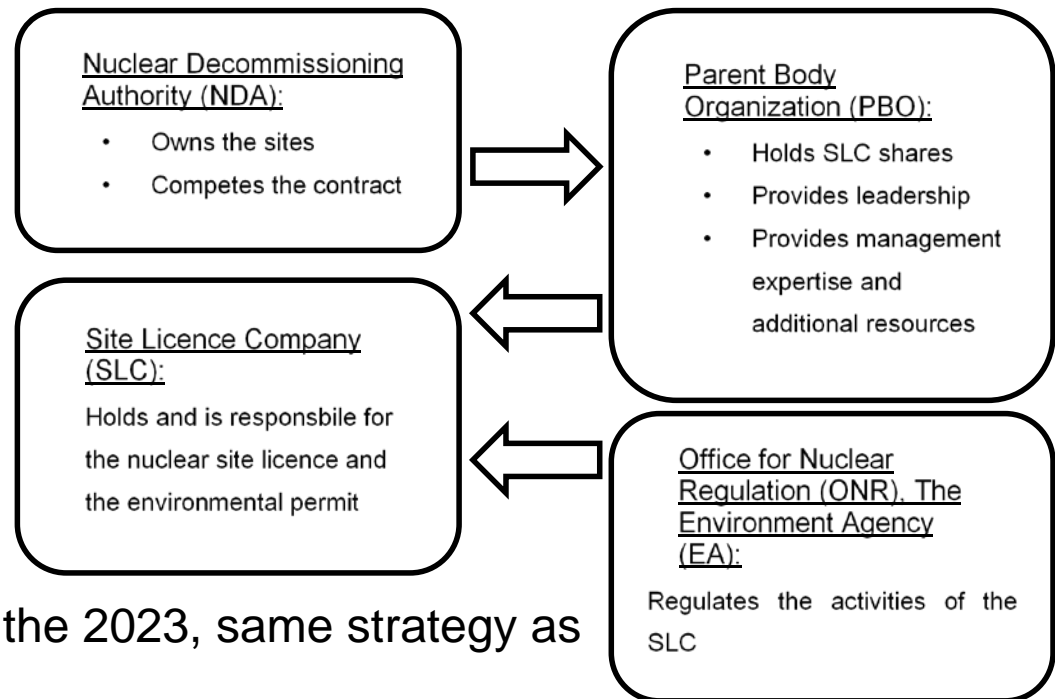 Nuclear Decommissioning
Authority (NDA):
• Owns the sites
• Competes the contract
Parent Body
Organization (PBO):
• Holds SLC shares
• Provides leadership
• Provides management
expertise and
additional resources
Site Licence Company
(SLC):
Holds and is responsbile for
the nuclear site licence and
the environmental permit
Office for Nuclear
Regulation (ONR), The
Environment Agency
(EA):
Regulates the activities of the
SLC
the 2023, same strategy as